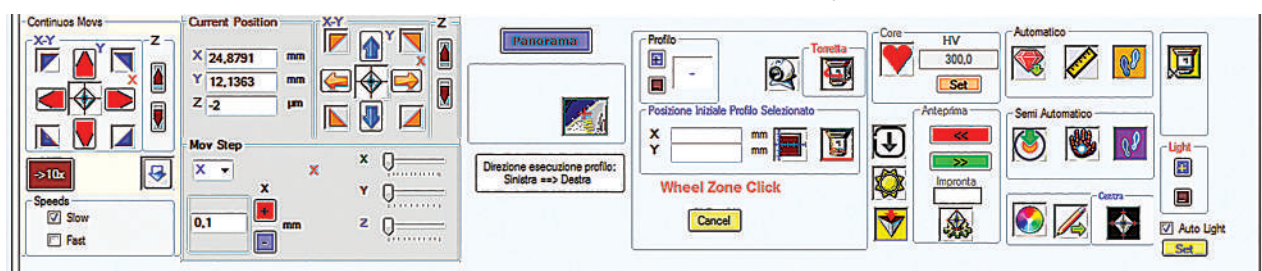 Continuos Movs
X-Y
Y
X
Z
->10x
Speeds
Slow
Fast
Current Position
X 24,8791 mm
Y 12,1363 mm
Z -2 µm
X-Y
Y
X
Z
Mov Step
X
X
X
0,1
+
-
mm
X
Y
Z
Panorama
Direzione esecuzione profilo:
Sinistra ==> Destra
Profilo
-
Torretta
Posizione Iniziale Profilo Selezionato
X mm
Y mm
Wheel Zone Click
Cancel
Core
HV
300,0
Set
Anteprima
<<
>>
Impronta
Automatico
Semi Automatico
Centra
Light
Auto Light
Set